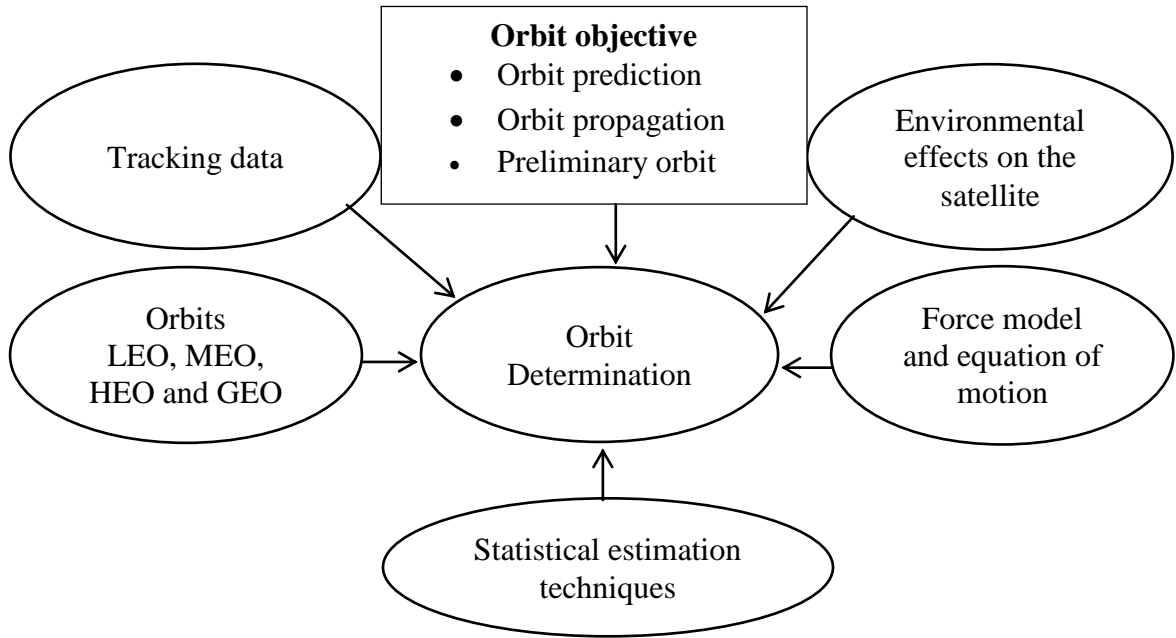 Orbit objective
• Orbit prediction
• Orbit propagation
• Preliminary orbit
Tracking data
Environmental
effects on the
satellite
Orbits
LEO, MEO,
HEO and GEO
Orbit
Determination
Force model
and equation of
motion
Statistical estimation
techniques